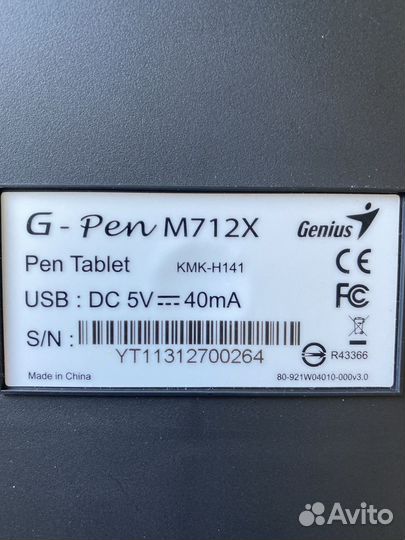 G - Pen M712X
Genius
Pen Tablet KMK-H141
CE
USB : DC 5V 40mA
FC
S/N :
YT11312700264
R43366
Made in China
80-921W04010-000v3.0
Avito